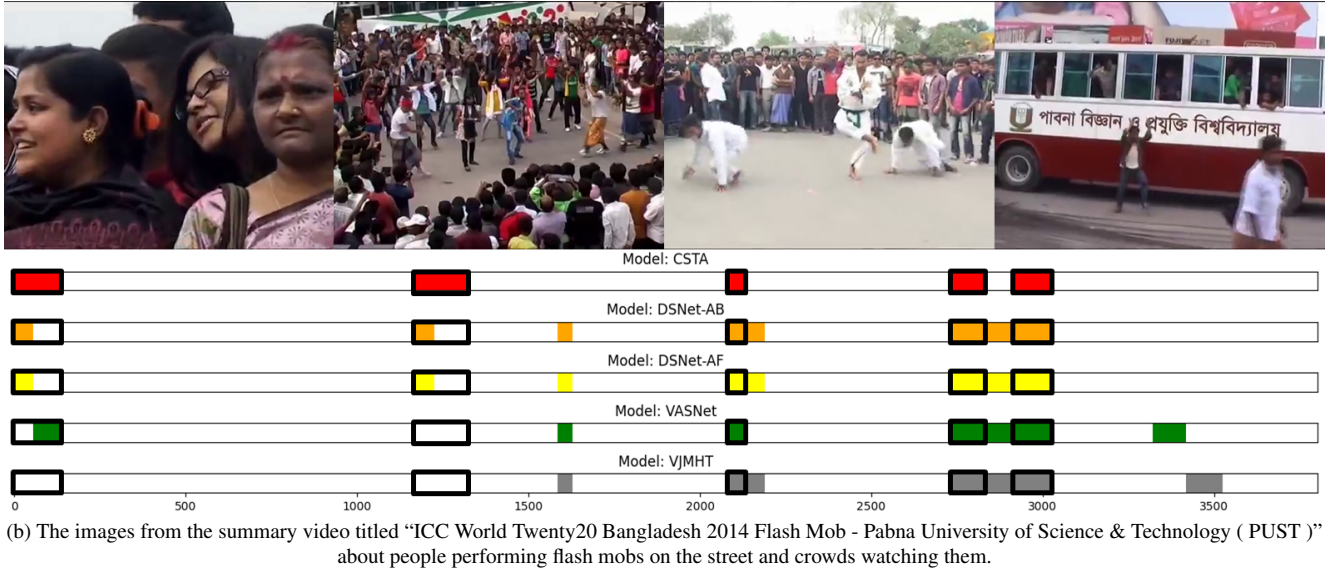 FUJI
পাবনা বিজ্ঞান ও প্রযুক্তি বিশ্ববিদ্যালয়
Model: CSTA
Model: DSNet-AB
Model: DSNet-AF
Model: VASNet
Model: VJMHT
0 500 1000 1500 2000 2500 3000 3500
(b) The images from the summary video titled “ICC World Twenty20 Bangladesh 2014 Flash Mob - Pabna University of Science & Technology ( PUST )”
about people performing flash mobs on the street and crowds watching them.